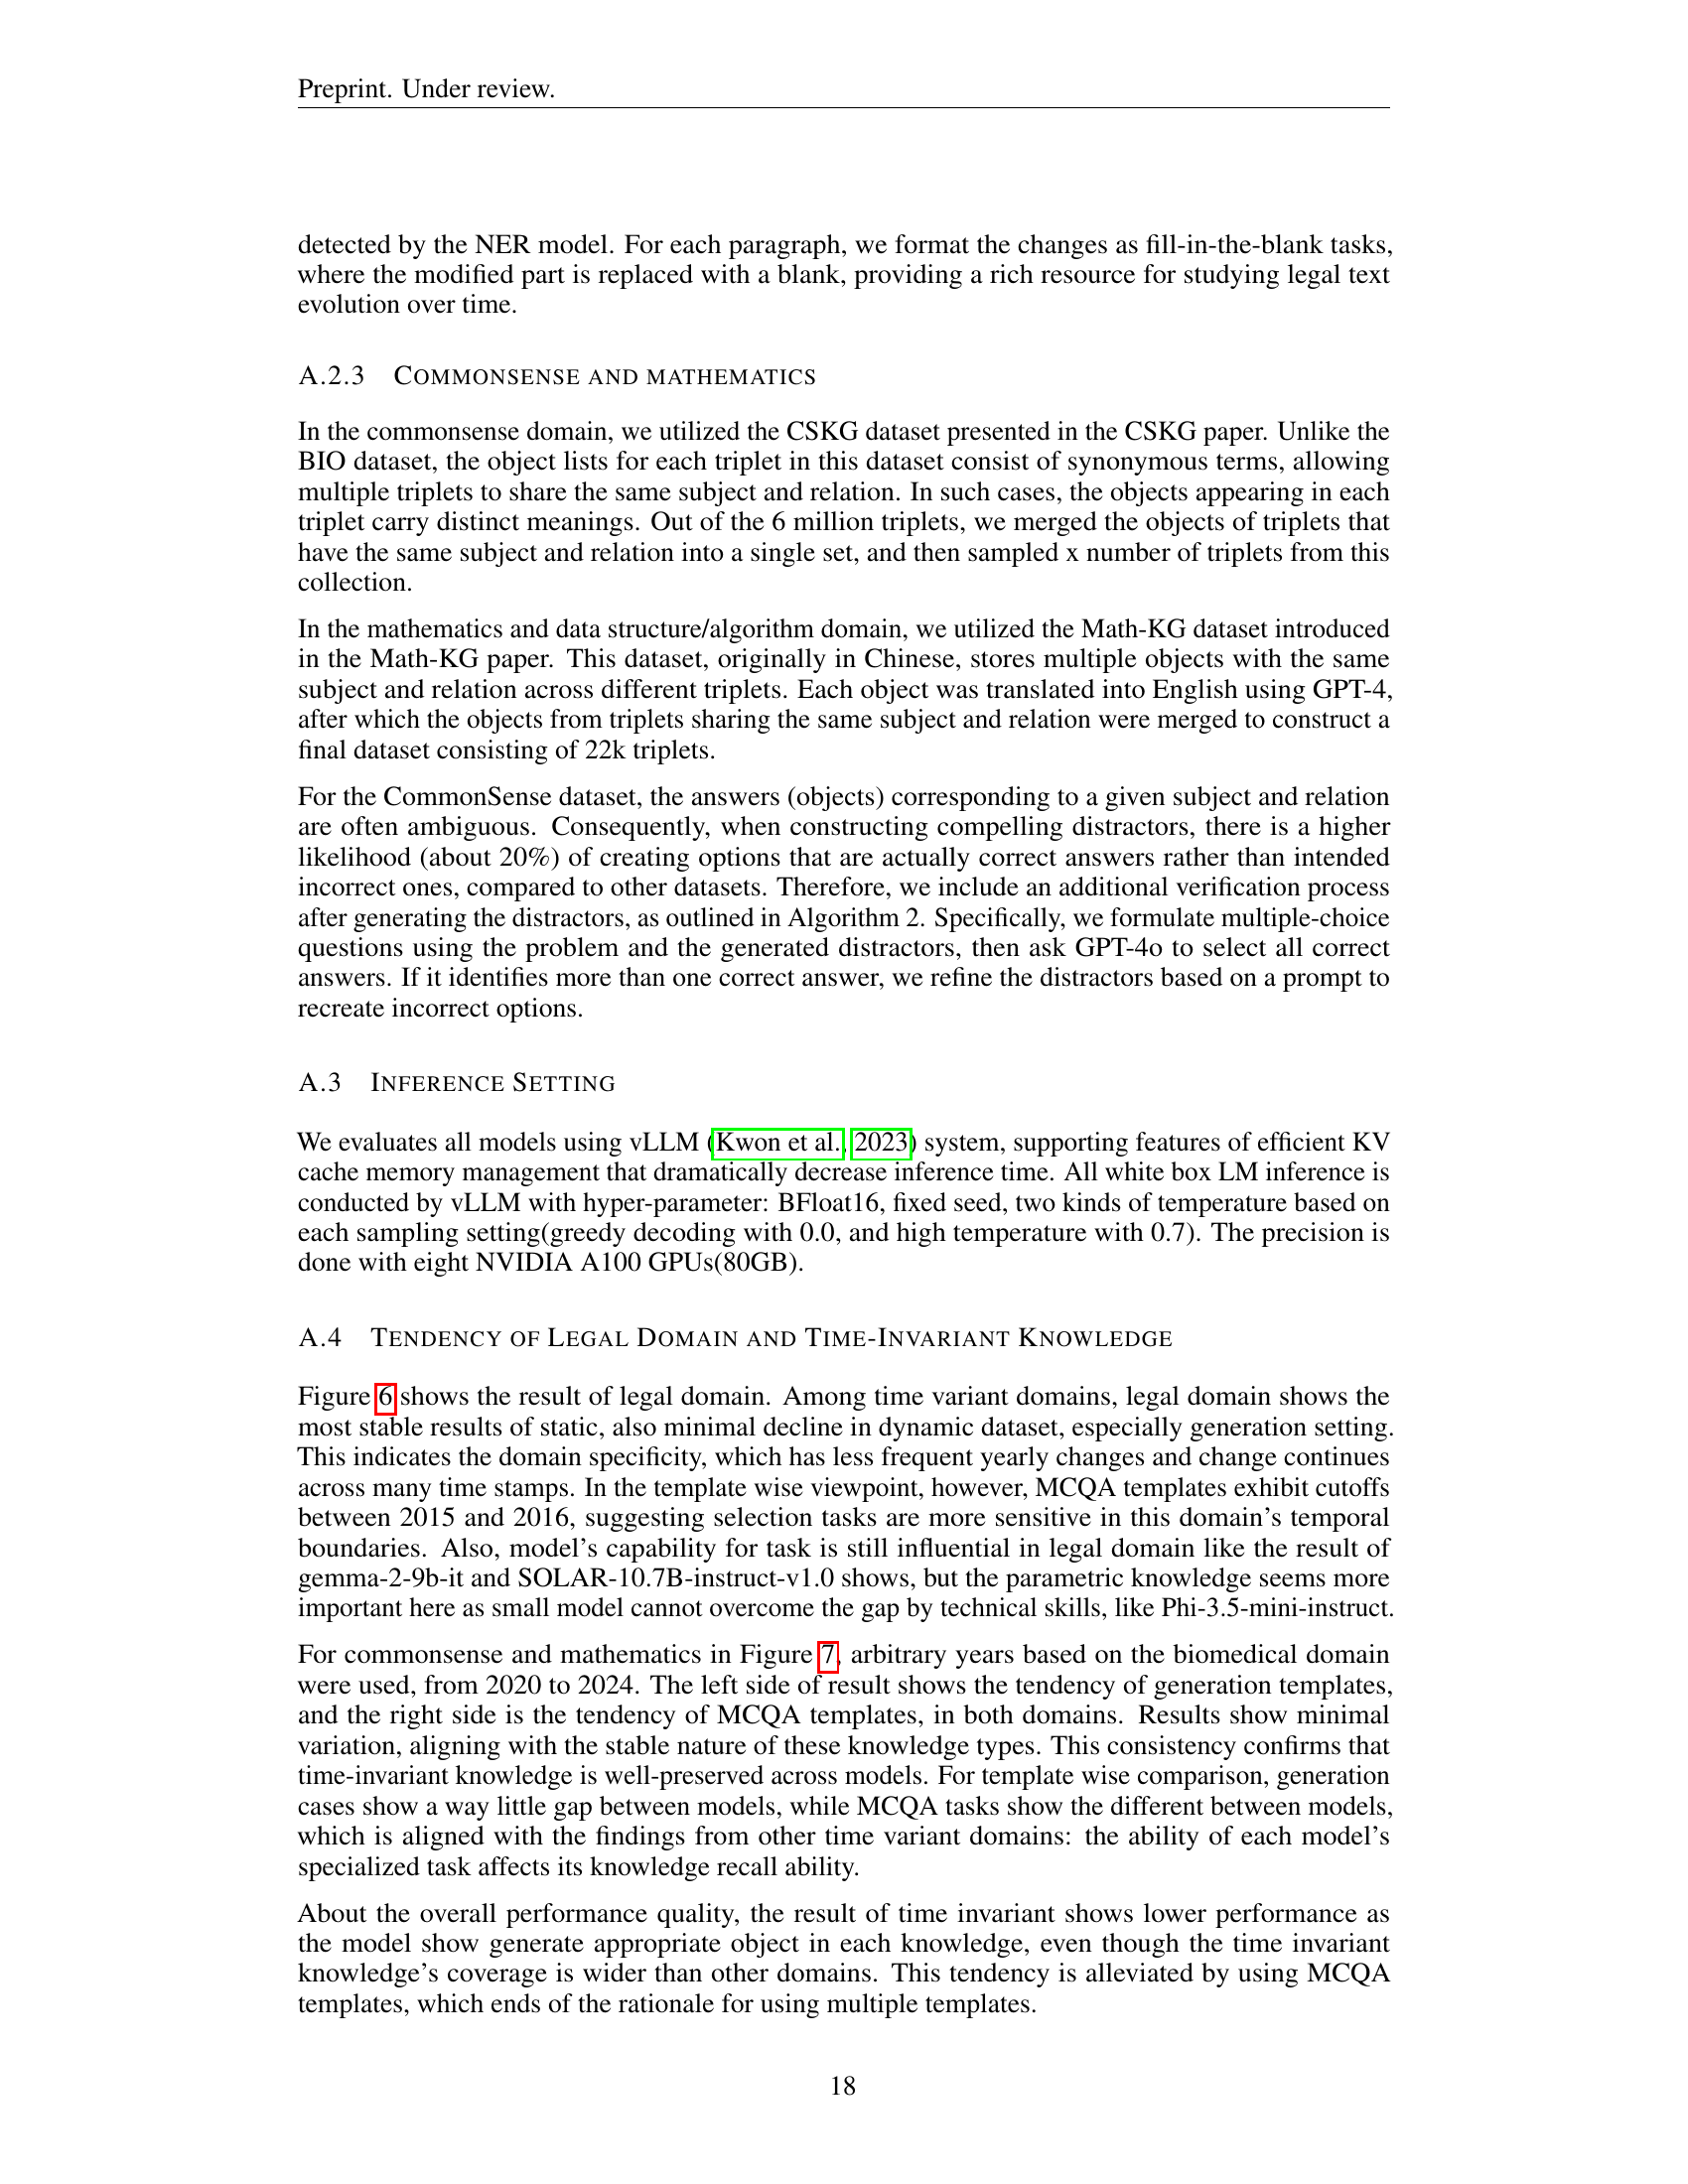 Preprint. Under review.
detected by the NER model. For each paragraph, we format the changes as fill-in-the-blank tasks,
where the modified part is replaced with a blank, providing a rich resource for studying legal text
evolution over time.
A.2.3 COMMONSENSE AND MATHEMATICS
In the commonsense domain, we utilized the CSKG dataset presented in the CSKG paper. Unlike the
BIO dataset, the object lists for each triplet in this dataset consist of synonymous terms, allowing
multiple triplets to share the same subject and relation. In such cases, the objects appearing in each
triplet carry distinct meanings. Out of the 6 million triplets, we merged the objects of triplets that
have the same subject and relation into a single set, and then sampled x number of triplets from this
collection.
In the mathematics and data structure/algorithm domain, we utilized the Math-KG dataset introduced
in the Math-KG paper. This dataset, originally in Chinese, stores multiple objects with the same
subject and relation across different triplets. Each object was translated into English using GPT-4,
after which the objects from triplets sharing the same subject and relation were merged to construct a
final dataset consisting of 22k triplets.
For the CommonSense dataset, the answers (objects) corresponding to a given subject and relation
are often ambiguous. Consequently, when constructing compelling distractors, there is a higher
likelihood (about 20%) of creating options that are actually correct answers rather than intended
incorrect ones, compared to other datasets. Therefore, we include an additional verification process
after generating the distractors, as outlined in Algorithm 2. Specifically, we formulate multiple-choice
questions using the problem and the generated distractors, then ask GPT-4o to select all correct
answers. If it identifies more than one correct answer, we refine the distractors based on a prompt to
recreate incorrect options.
A.3 INFERENCE SETTING
We evaluates all models using vLLM (Kwon et al., 2023) system, supporting features of efficient KV
cache memory management that dramatically decrease inference time. All white box LM inference is
conducted by vLLM with hyper-parameter: BFloat16, fixed seed, two kinds of temperature based on
each sampling setting(greedy decoding with 0.0, and high temperature with 0.7). The precision is
done with eight NVIDIA A100 GPUs(80GB).
A.4 TENDENCY OF LEGAL DOMAIN AND TIME-INVARIANT KNOWLEDGE
Figure 6 shows the result of legal domain. Among time variant domains, legal domain shows the
most stable results of static, also minimal decline in dynamic dataset, especially generation setting.
This indicates the domain specificity, which has less frequent yearly changes and change continues
across many time stamps. In the template wise viewpoint, however, MCQA templates exhibit cutoffs
between 2015 and 2016, suggesting selection tasks are more sensitive in this domain's temporal
boundaries. Also, model's capability for task is still influential in legal domain like the result of
gemma-2-9b-it and SOLAR-10.7B-instruct-v1.0 shows, but the parametric knowledge seems more
important here as small model cannot overcome the gap by technical skills, like Phi-3.5-mini-instruct.
For commonsense and mathematics in Figure 7, arbitrary years based on the biomedical domain
were used, from 2020 to 2024. The left side of result shows the tendency of generation templates,
and the right side is the tendency of MCQA templates, in both domains. Results show minimal
variation, aligning with the stable nature of these knowledge types. This consistency confirms that
time-invariant knowledge is well-preserved across models. For template wise comparison, generation
cases show a way little gap between models, while MCQA tasks show the different between models,
which is aligned with the findings from other time variant domains: the ability of each model's
specialized task affects its knowledge recall ability.
About the overall performance quality, the result of time invariant shows lower performance as
the model show generate appropriate object in each knowledge, even though the time invariant
knowledge's coverage is wider than other domains. This tendency is alleviated by using MCQA
templates, which ends of the rationale for using multiple templates.
18